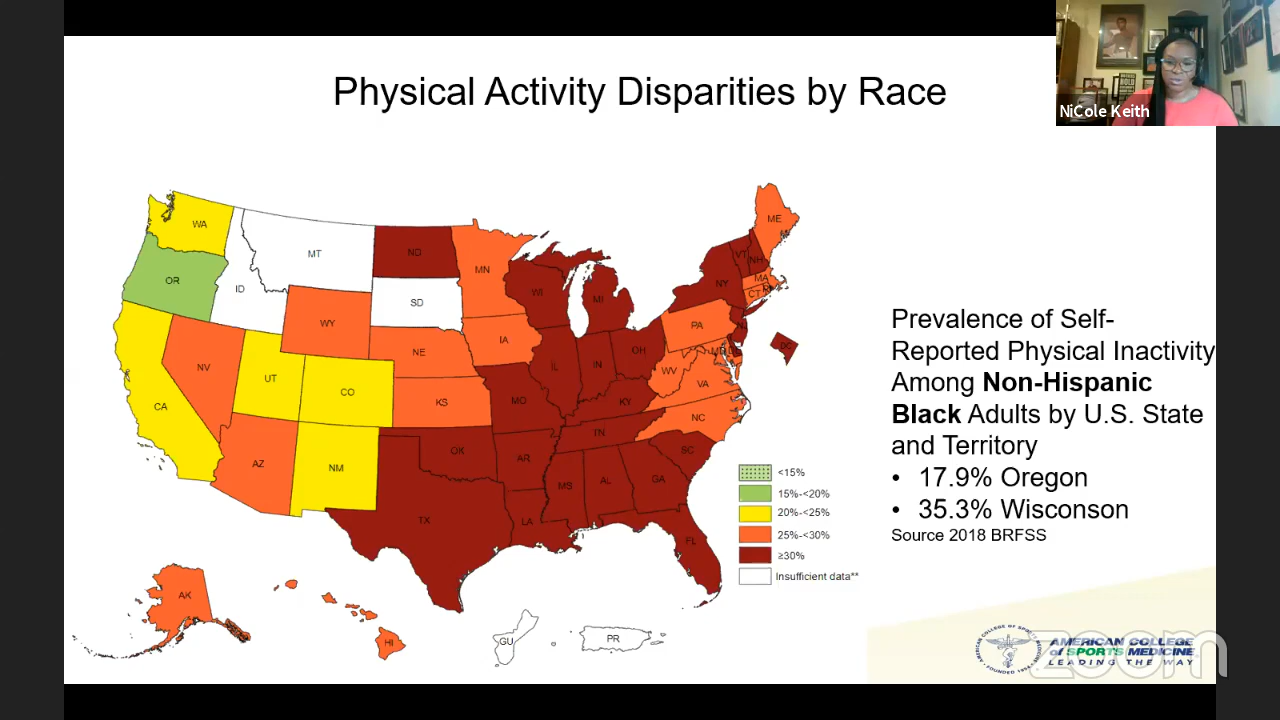 Physical Activity Disparities by Race
NiCole Keith
WA
OR
CA
ID
NV
MT
WY
UT
AZ
CO
NM
ND
SD
NE
KS
OK
TX
MN
IA
MO
AR
LA
WI
IL
MI
IN
OH
KY
TN
MS
AL
GA
FL
SC
NC
VA
WV
PA
NY
VT
NH
ME
MA
CT
DC
AK
HI
GU
PR
<15%
15%-<20%
20%-<25%
25%-<30%
≥30%
Insufficient data**
Prevalence of Self-
Reported Physical Inactivity
Among Non-Hispanic
Black Adults by U.S. State
and Territory
• 17.9% Oregon
• 35.3% Wisconson
Source 2018 BRFSS
AMERICAN COLLEGE
of SPORTS MEDICINE
LEADING THE WAY
zoom